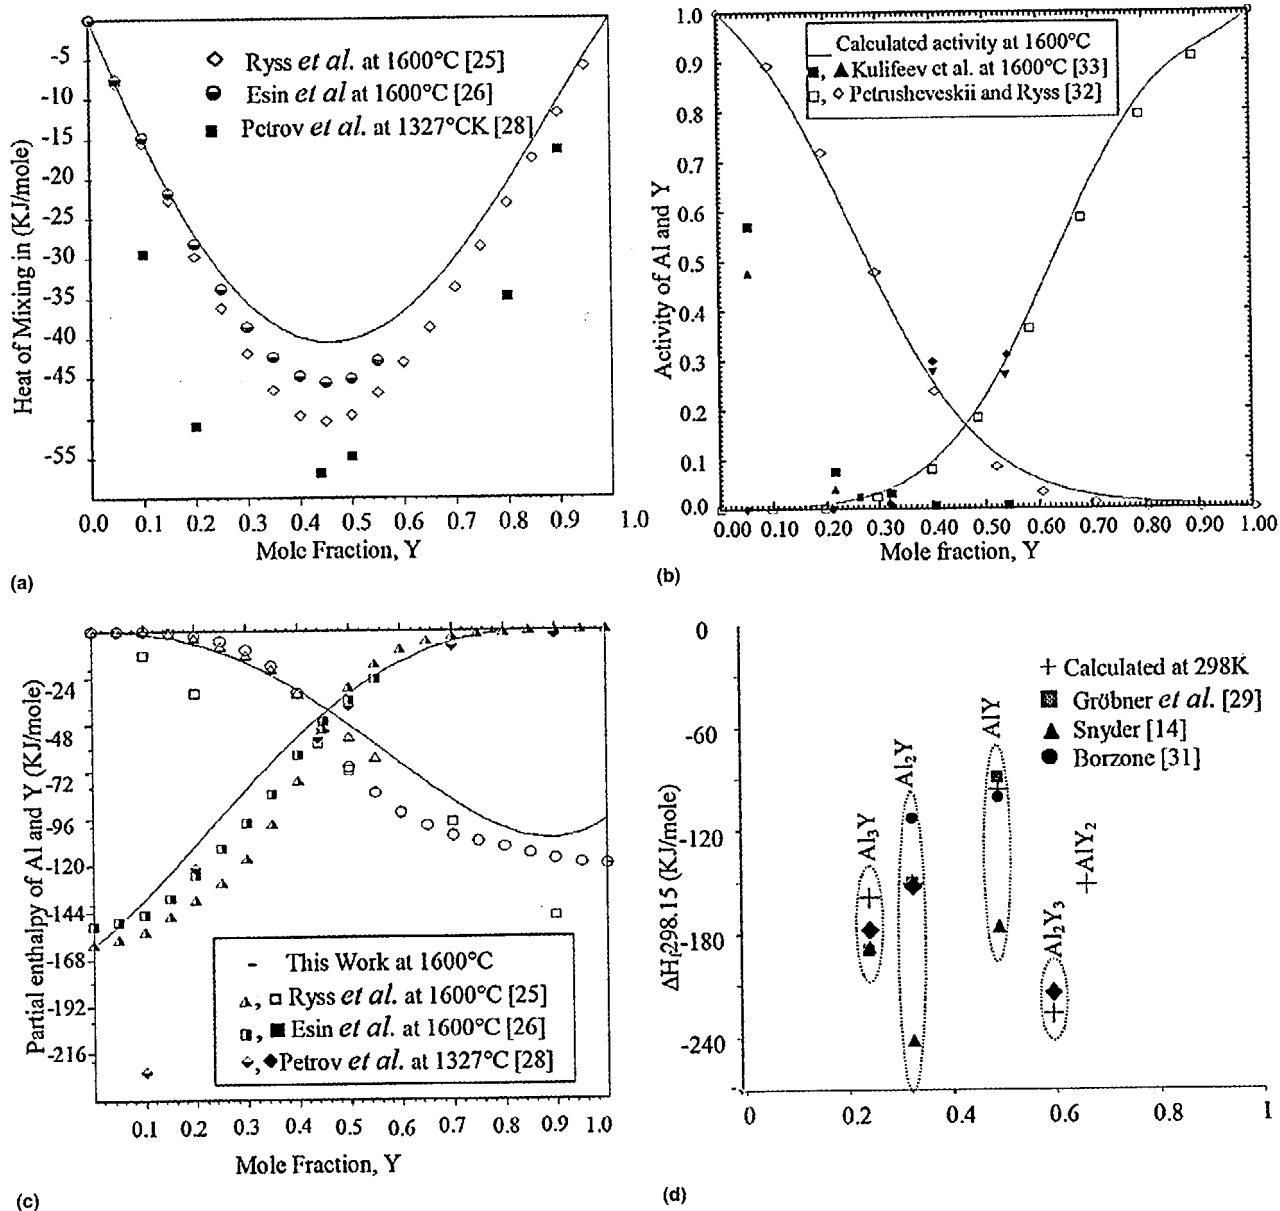 -5
-10
-15
-20
-25
-30
-35
-40
-45
-55
Heat of Mixing in (KJ/mole)
Ryss et al. at 1600°C [25]
Esin et al at 1600°C [26]
Petrov et al. at 1327°CK [28]
0.0 0.1 0.2 0.3 0.4 0.5 0.6 0.7 0.8 0.9 1.0
Mole Fraction, Y
(a)
1.0
0.9
0.8
0.7
0.6
0.5
0.4
0.3
0.2
0.1
0.0
Activity of Al and Y
Calculated activity at 1600°C
, Kulifeev et al. at 1600°C [33]
, Petrusheveskii and Ryss [32]
0.00 0.10 0.20 0.30 0.40 0.50 0.60 0.70 0.80 0.90 1.00
Mole fraction, Y
(b)
-24
-48
-72
-96
-120
-144
-168
-192
-216
Partial enthalpy of Al and Y (KJ/mole)
This Work at 1600°C
, Ryss et al. at 1600°C [25]
, Esin et al. at 1600°C [26]
, Petrov et al. at 1327°C [28]
0.1 0.2 0.3 0.4 0.5 0.6 0.7 0.8 0.9 1.0
Mole Fraction, Y
(c)
0
-60
-120
-180
-240
-
ΔHf298.15 (KJ/mole)
Calculated at 298K
Gröbner et al. [29]
Snyder [14]
Borzone [31]
Al₃Y
Al₂Y
AlY
Al₂Y₃
AlY₂
0 0.2 0.4 0.6 0.8 1
(d)